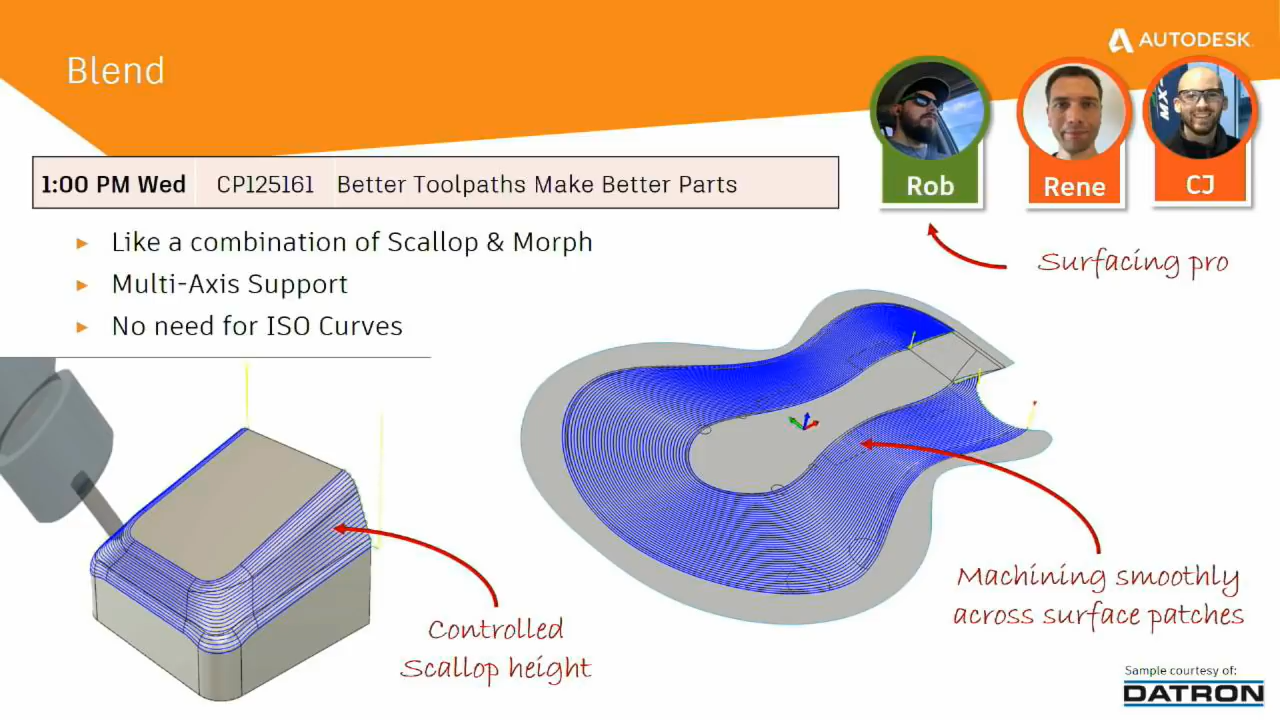 Blend
AUTODESK
MX-
Rob
Rene
CJ
1:00 PM Wed CP125161 Better Toolpaths Make Better Parts
Like a combination of Scallop & Morph
Multi-Axis Support
No need for ISO Curves
Surfacing pro
Machining smoothly
across surface patches
Controlled
Scallop height
Sample courtesy of:
DATRON